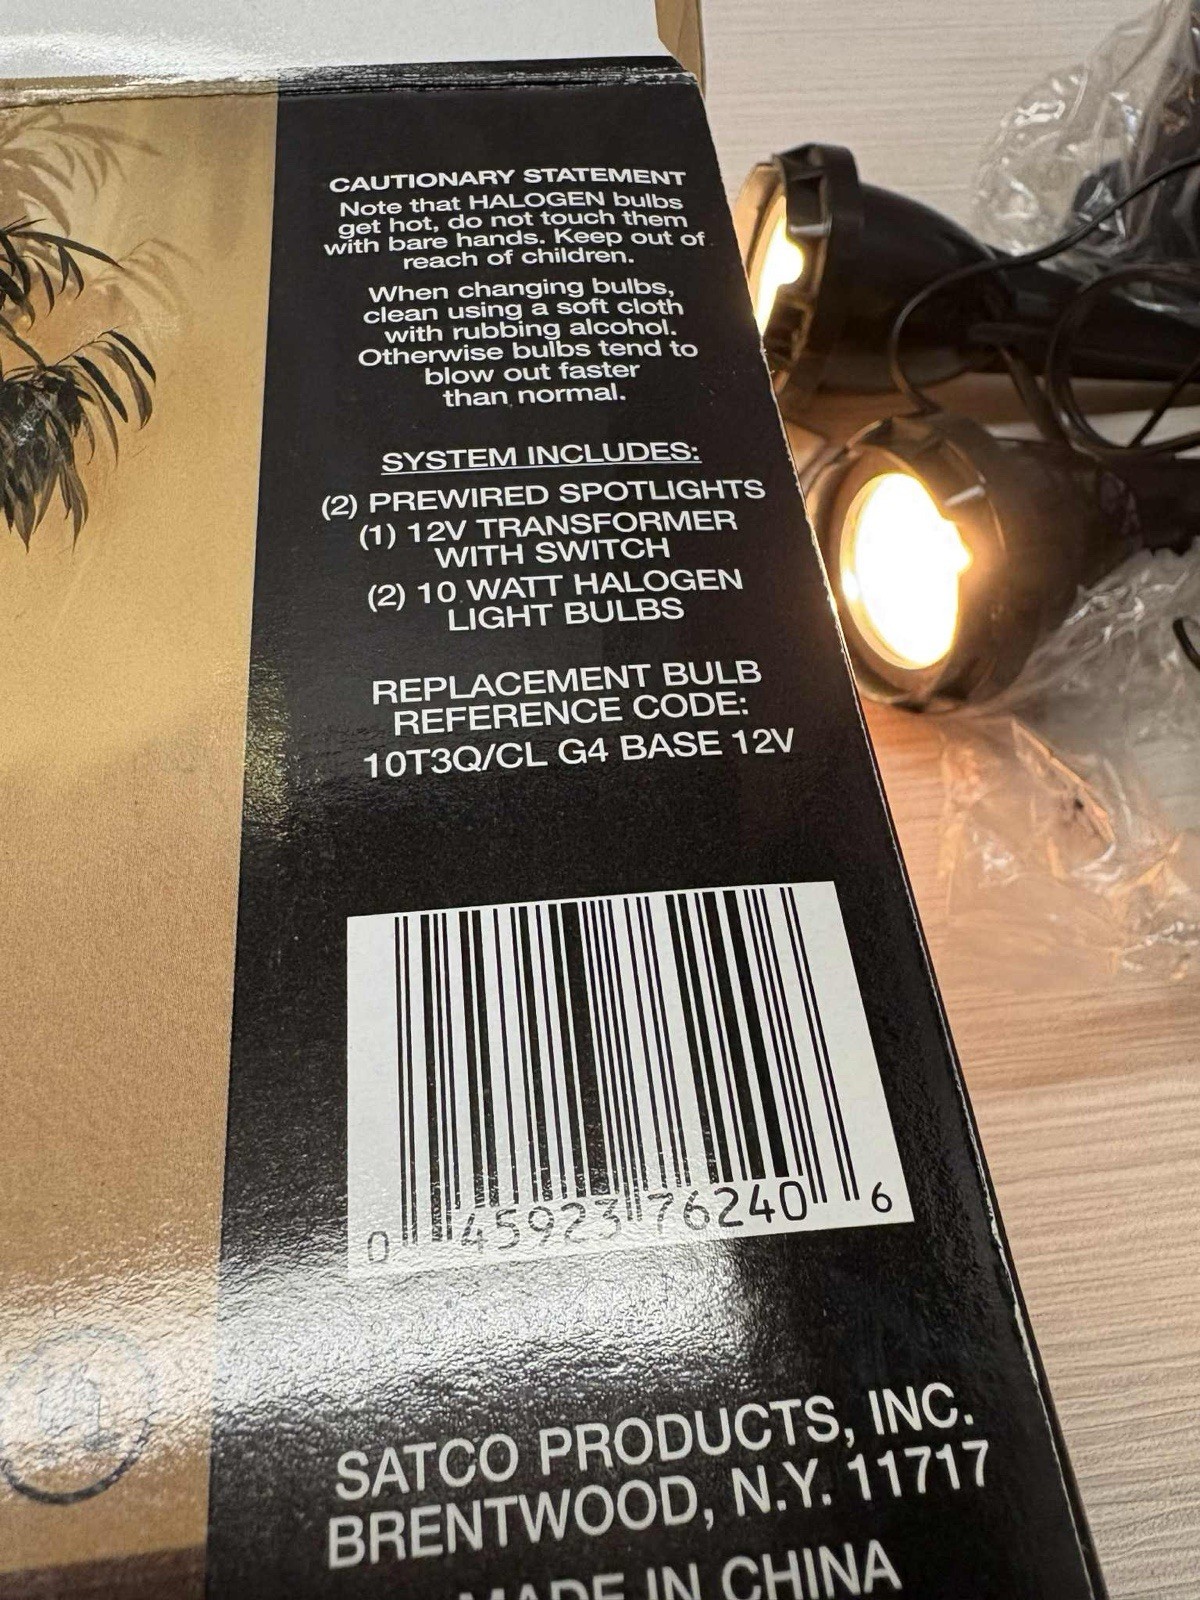 CAUTIONARY STATEMENT
Note that HALOGEN bulbs
get hot, do not touch them
with bare hands. Keep out of
reach of children.
When changing bulbs,
clean using a soft cloth
with rubbing alcohol.
Otherwise bulbs tend to
blow out faster
than normal.
SYSTEM INCLUDES:
(2) PREWIRED SPOTLIGHTS
(1) 12V TRANSFORMER
WITH SWITCH
(2) 10 WATT HALOGEN
LIGHT BULBS
REPLACEMENT BULB
REFERENCE CODE:
10T3Q/CL G4 BASE 12V
0 45923 76240 6
SATCO PRODUCTS, INC.
BRENTWOOD, N.Y. 11717
MADE IN CHINA